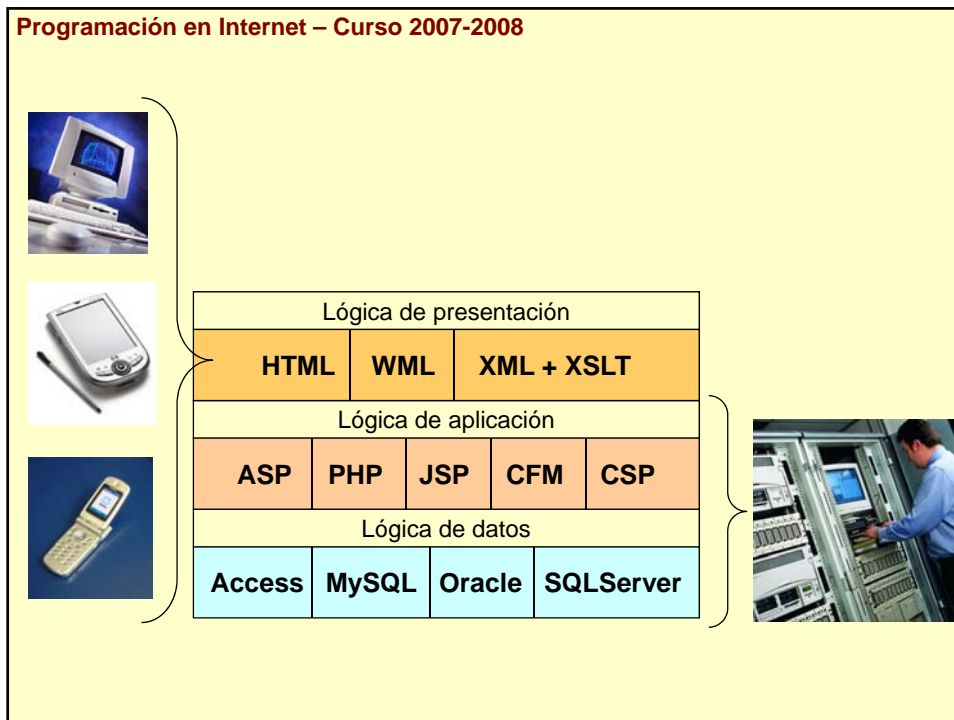 Programación en Internet – Curso 2007-2008
Lógica de presentación
HTML WML XML + XSLT
Lógica de aplicación
ASP PHP JSP CFM CSP
Lógica de datos
Access MySQL Oracle SQLServer